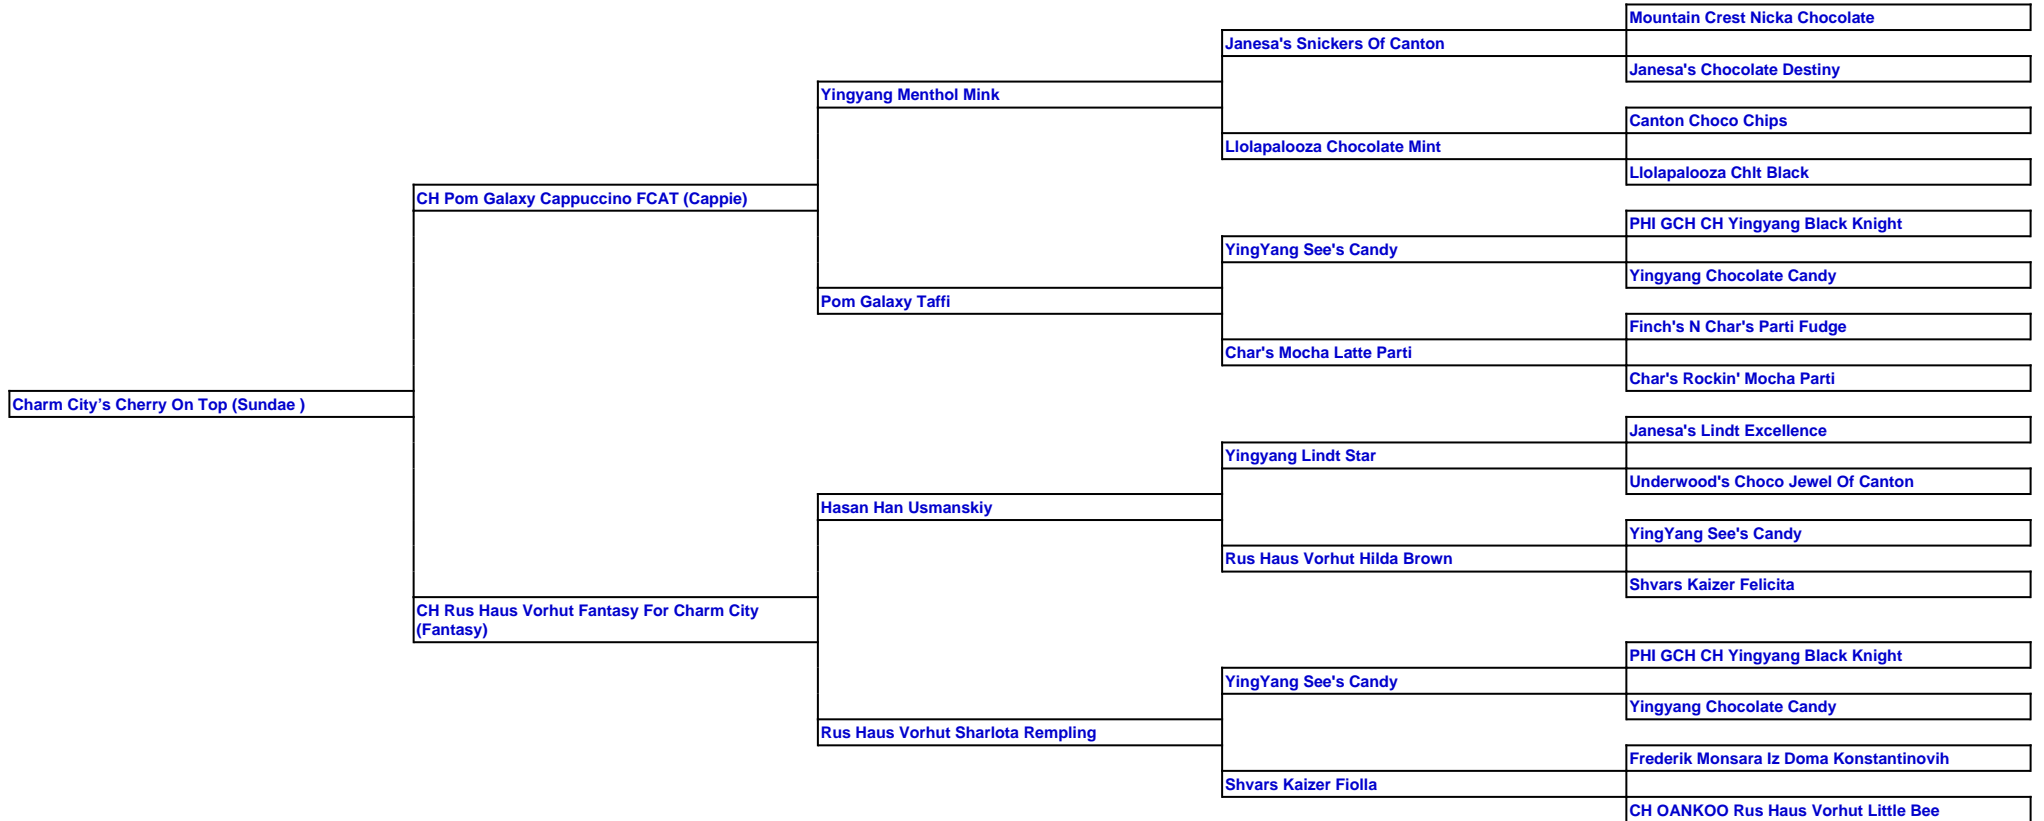 Mountain Crest Nicka Chocolate
Janesa's Snickers Of Canton
Janesa's Chocolate Destiny
Yingyang Menthol Mink
Canton Choco Chips
Llolapalooza Chocolate Mint
Llolapalooza Chlt Black
CH Pom Galaxy Cappuccino FCAT (Cappie)
PHI GCH CH Yingyang Black Knight
YingYang See's Candy
Yingyang Chocolate Candy
Pom Galaxy Taffi
Finch's N Char's Parti Fudge
Char's Mocha Latte Parti
Char's Rockin' Mocha Parti
Charm City’s Cherry On Top (Sundae )
Janesa's Lindt Excellence
Yingyang Lindt Star
Underwood's Choco Jewel Of Canton
Hasan Han Usmanskiy
YingYang See's Candy
Rus Haus Vorhut Hilda Brown
Shvars Kaizer Felicita
CH Rus Haus Vorhut Fantasy For Charm City
(Fantasy)
PHI GCH CH Yingyang Black Knight
YingYang See's Candy
Yingyang Chocolate Candy
Rus Haus Vorhut Sharlota Rempling
Frederik Monsara Iz Doma Konstantinovih
Shvars Kaizer Fiolla
CH OANKOO Rus Haus Vorhut Little Bee